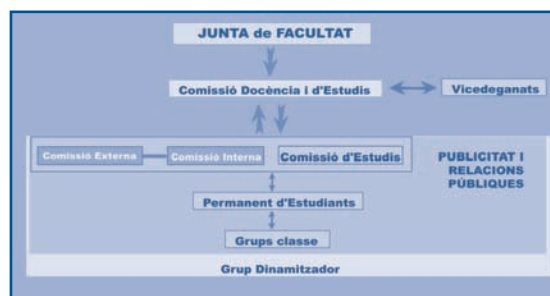 JUNTA de FACULTAT
Comissió Docència i d'Estudis
Vicedeganats
Comissió Externa
Comissió Interna
Comissió d'Estudis
PUBLICITAT I
RELACIONS
PÚBLIQUES
Permanent d'Estudiants
Grups classe
Grup Dinamitzador